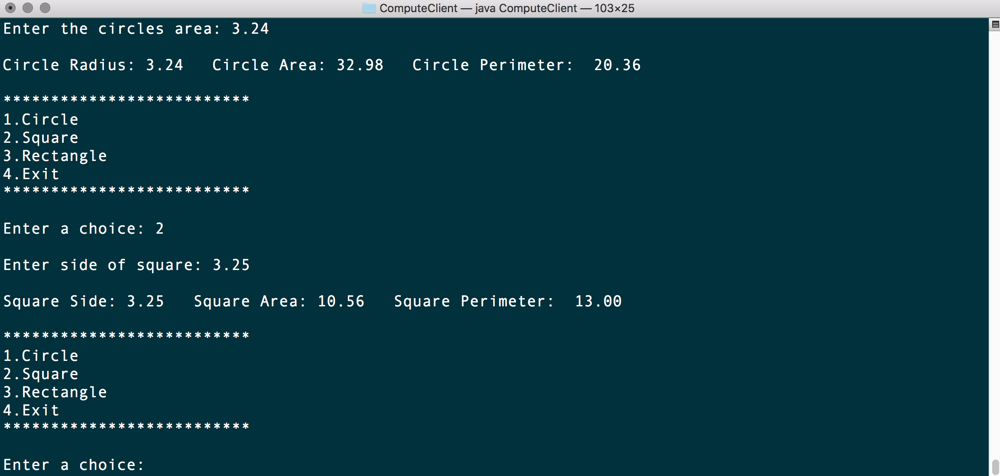 ComputeClient — java ComputeClient — 103×25
Enter the circles area: 3.24
Circle Radius: 3.24   Circle Area: 32.98   Circle Perimeter:  20.36
**************************
1.Circle
2.Square
3.Rectangle
4.Exit
**************************
Enter a choice: 2
Enter side of square: 3.25
Square Side: 3.25   Square Area: 10.56   Square Perimeter:  13.00
**************************
1.Circle
2.Square
3.Rectangle
4.Exit
**************************
Enter a choice: